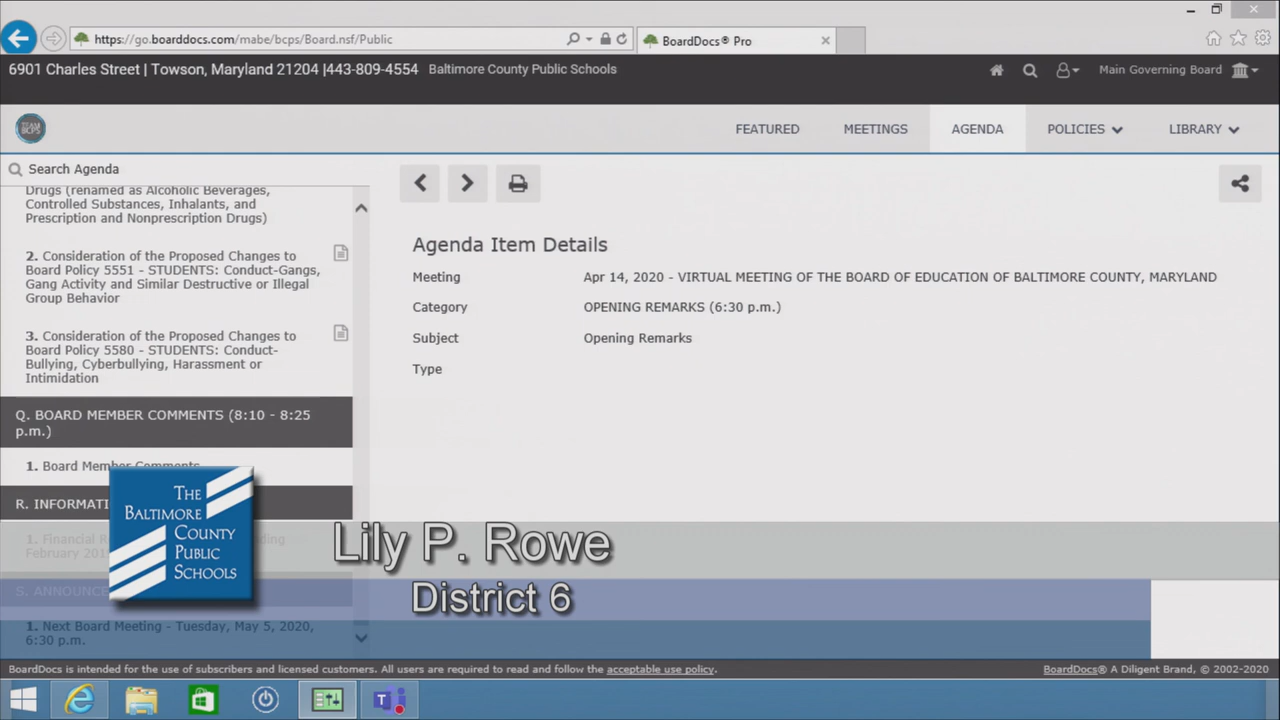 https://go.boarddocs.com/mabe/bcps/Board.nsf/Public
BoardDocs® Pro
6901 Charles Street | Towson, Maryland 21204 |443-809-4554
Baltimore County Public Schools
Main Governing Board
TEAM BCPS
FEATURED
MEETINGS
AGENDA
POLICIES
LIBRARY
Search Agenda
Drugs (renamed as Alcoholic Beverages,
Controlled Substances, Inhalants, and
Prescription and Nonprescription Drugs)
2. Consideration of the Proposed Changes to
Board Policy 5551 - STUDENTS: Conduct-Gangs,
Gang Activity and Similar Destructive or Illegal
Group Behavior
3. Consideration of the Proposed Changes to
Board Policy 5580 - STUDENTS: Conduct-
Bullying, Cyberbullying, Harassment or
Intimidation
Q. BOARD MEMBER COMMENTS (8:10 - 8:25
p.m.)
1. Board Member Comments
R.
1. Financial
February
S.
1. Next Board Meeting - Tuesday, May 5, 2020,
6:30 p.m.
Agenda Item Details
Meeting
Apr 14, 2020 - VIRTUAL MEETING OF THE BOARD OF EDUCATION OF BALTIMORE COUNTY, MARYLAND
Category
OPENING REMARKS (6:30 p.m.)
Subject
Opening Remarks
Type
THE
BALTIMORE
COUNTY
PUBLIC
SCHOOLS
Lily P. Rowe
District 6
BoardDocs is intended for the use of subscribers and licensed customers. All users are required to read and follow the acceptable use policy.
BoardDocs® A Diligent Brand, © 2002-2020